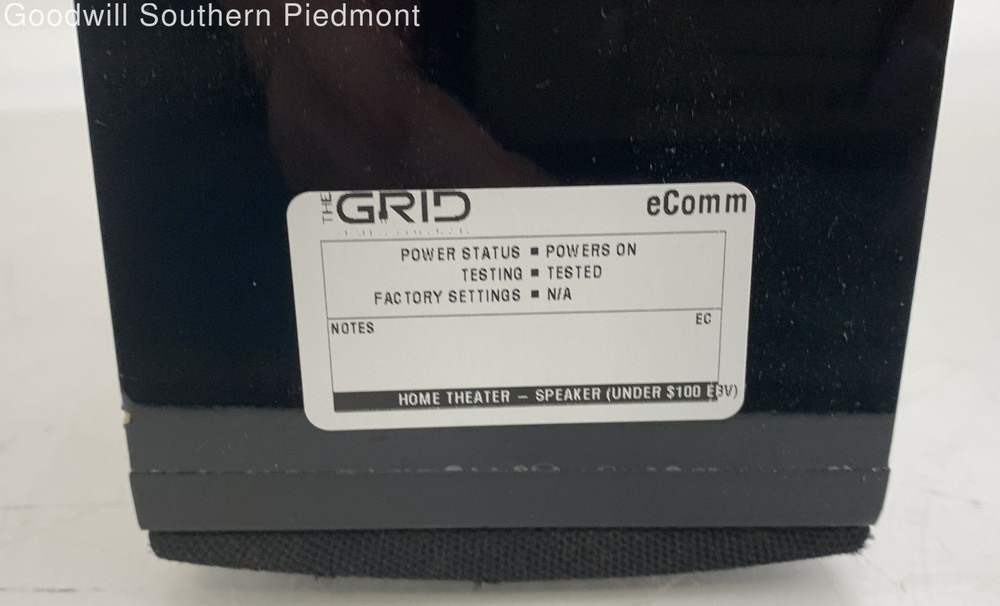 Goodwill Southern Piedmont
THE GRID eComm
POWER STATUS ■ POWERS ON
TESTING ■ TESTED
FACTORY SETTINGS ■ N/A
NOTES EC
HOME THEATER – SPEAKER (UNDER $100 EBV)